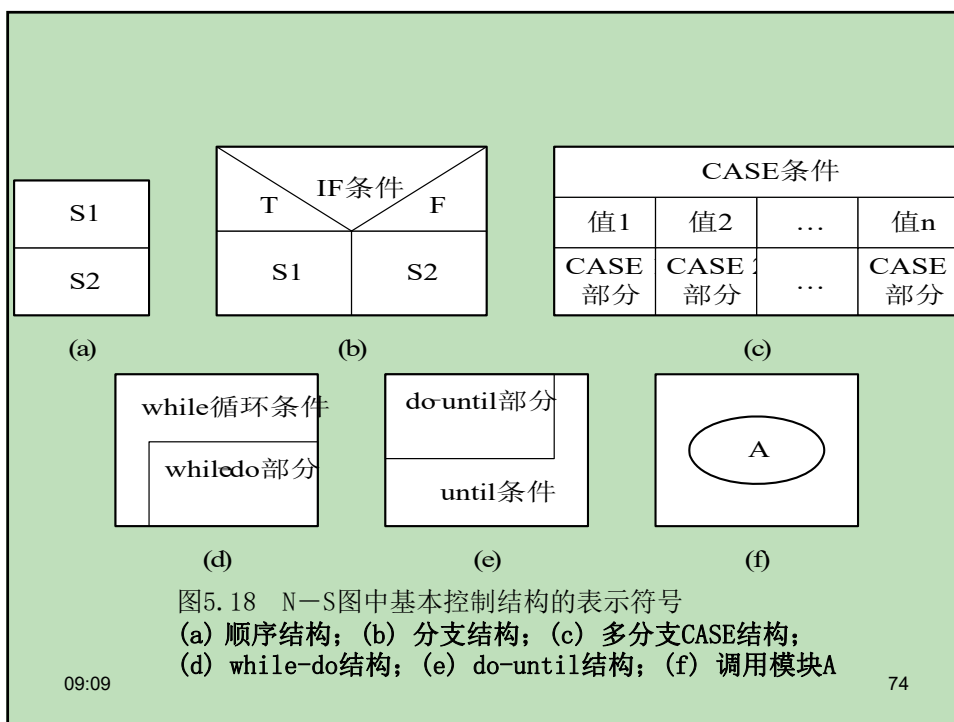 S1
S2
(a)
IF条件
T
F
S1
S2
(b)
CASE条件
值1
值2
…
值n
CASE
部分
CASE
部分
…
CASE
部分
(c)
while循环条件
while-do部分
(d)
do-until部分
until条件
(e)
A
(f)
图5.18 N－S图中基本控制结构的表示符号
(a) 顺序结构；(b) 分支结构；(c) 多分支CASE结构；
(d) while-do结构；(e) do-until结构；(f) 调用模块A
09:09
74